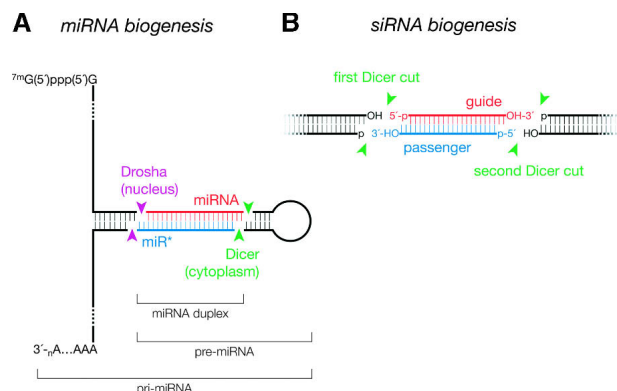 A miRNA biogenesis
B siRNA biogenesis
7mG(5´)ppp(5´)G
first Dicer cut
guide
OH 5´-p OH-3´ p
p 3´-HO p-5´ HO
passenger
second Dicer cut
Drosha
(nucleus)
miRNA
miR*
Dicer
(cytoplasm)
miRNA duplex
3´-nA...AAA
pre-miRNA
pri-miRNA